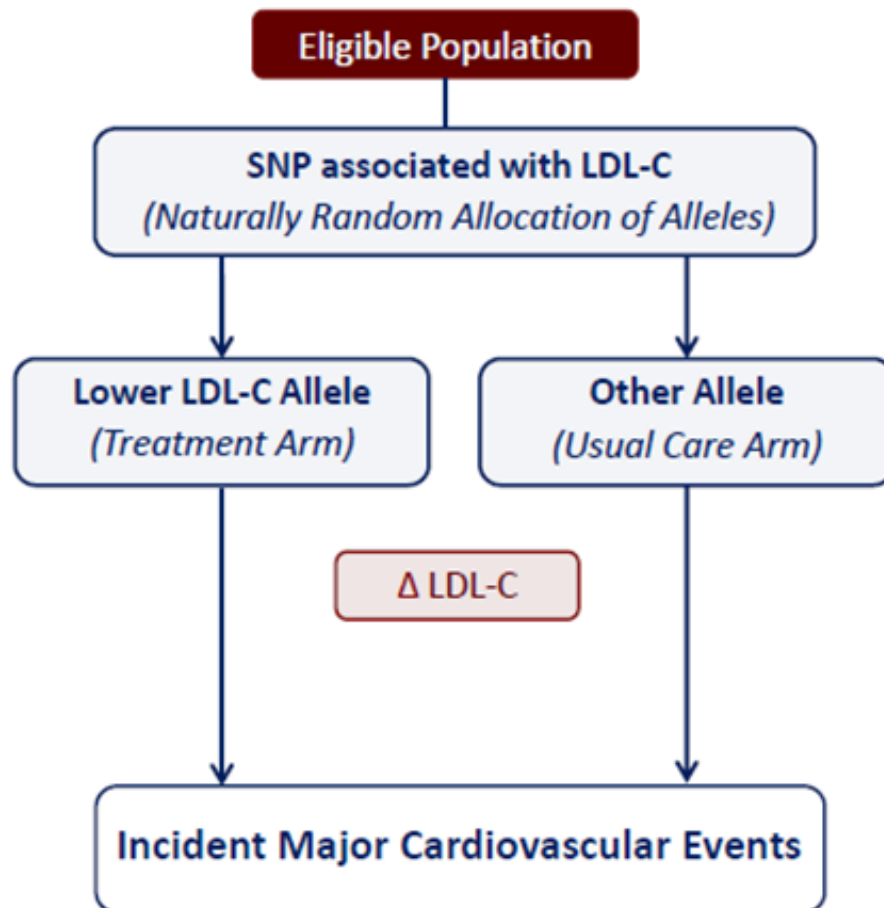 Eligible Population
SNP associated with LDL-C
(Naturally Random Allocation of Alleles)
Lower LDL-C Allele
(Treatment Arm)
Other Allele
(Usual Care Arm)
Δ LDL-C
Incident Major Cardiovascular Events